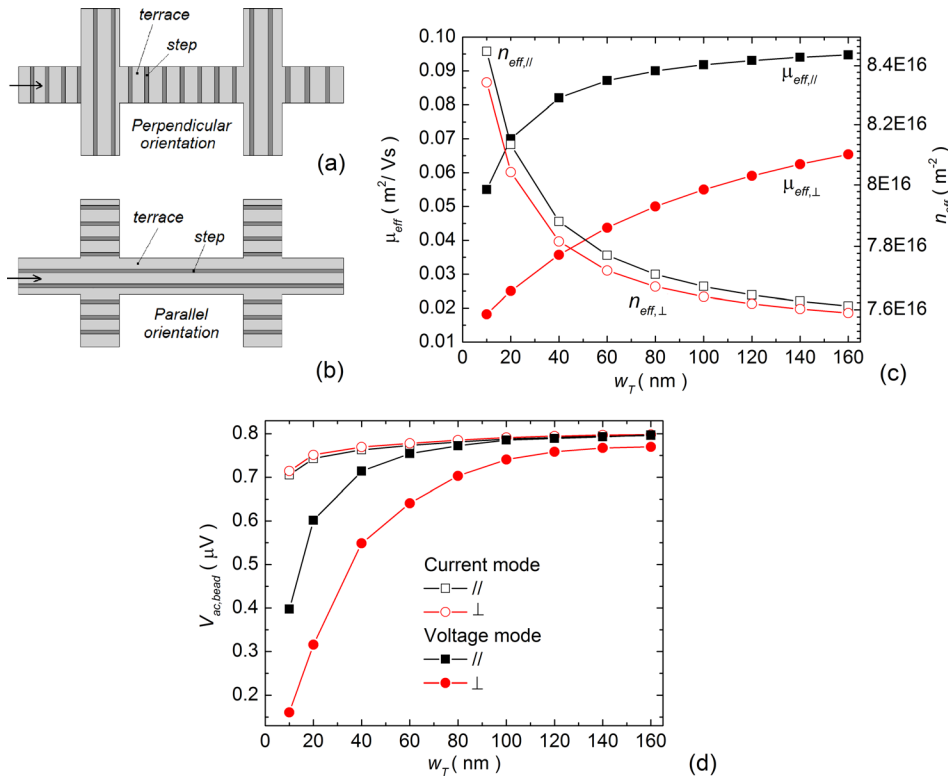 (a)
terrace
step
Perpendicular
orientation
(b)
terrace
step
Parallel
orientation
(c)
μeff ( m²/ Vs )
0.10
0.09
0.08
0.07
0.06
0.05
0.04
0.03
0.02
0.01
neff,//
μeff,//
μeff,⊥
neff,⊥
8.4E16
8.2E16
8E16
7.8E16
7.6E16
neff ( m⁻² )
0 20 40 60 80 100 120 140 160
wT ( nm )
(d)
Vac,bead ( μV )
0.8
0.7
0.6
0.5
0.4
0.3
0.2
Current mode
//
⊥
Voltage mode
//
⊥
0 20 40 60 80 100 120 140 160
wT ( nm )